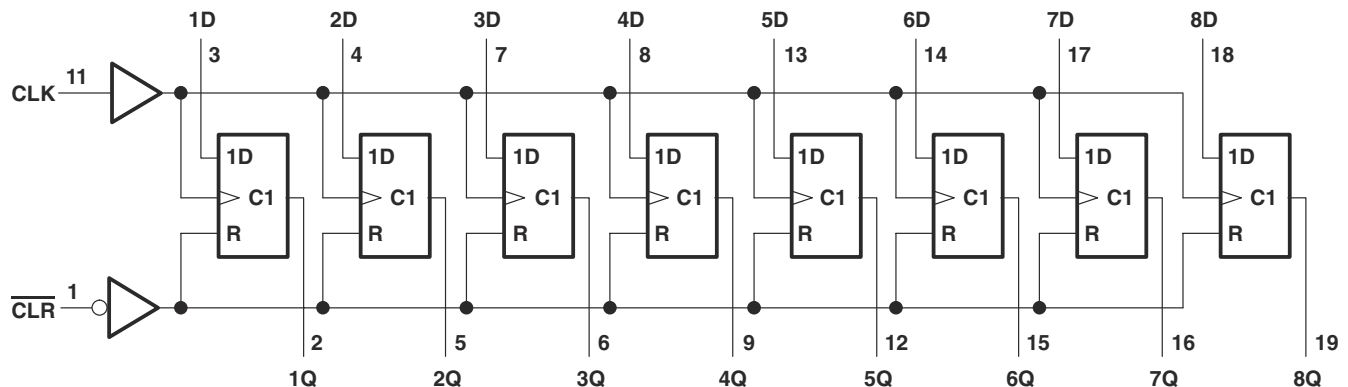 1D 2D 3D 4D 5D 6D 7D 8D
3 4 7 8 13 14 17 18
11
CLK
1D 1D 1D 1D 1D 1D 1D 1D
C1 C1 C1 C1 C1 C1 C1 C1
R R R R R R R R
1
CLR
2 5 6 9 12 15 16 19
1Q 2Q 3Q 4Q 5Q 6Q 7Q 8Q